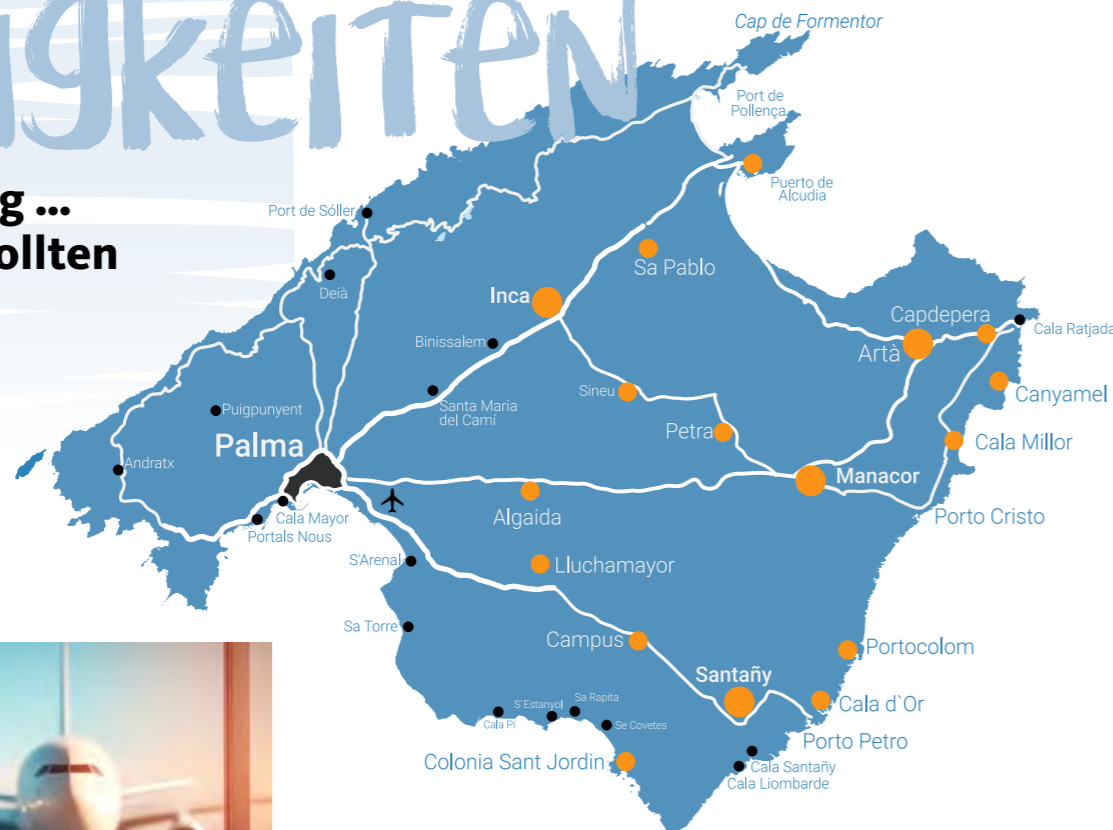 Cap de Formentor
IGKEITEN
Port de
Pollença
g ...
ollten
Puerto de
Alcudia
Port de Sóller
Sa Pablo
Deià
Inca
Capdepera
Cala Ratjada
Binissalem
Artà
Sineu
Canyamel
Santa Maria
del Camí
Puigpunyent
Petra
Palma
Cala Millor
Andratx
Manacor
Algaida
Cala Mayor
Porto Cristo
Portals Nous
S'Arenal
Lluchamayor
Sa Torre
Campus
Portocolom
Santañy
Sa Rapita
S'Estanyol
Cala d`Or
Cala Pi
Se Covetes
Porto Petro
Colonia Sant Jordin
Cala Santañy
Cala Liombarde